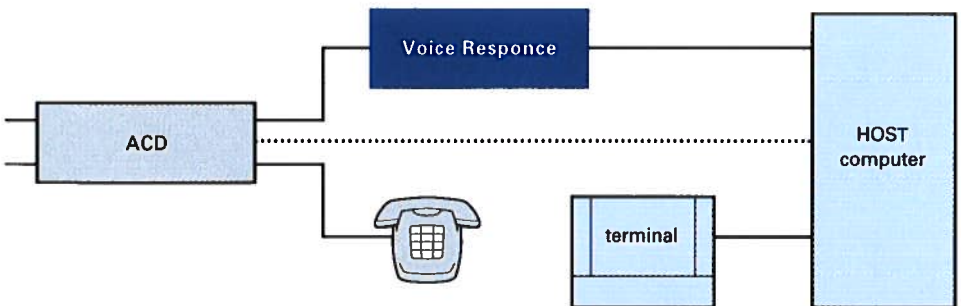 Voice Responce
ACD
HOST
computer
terminal